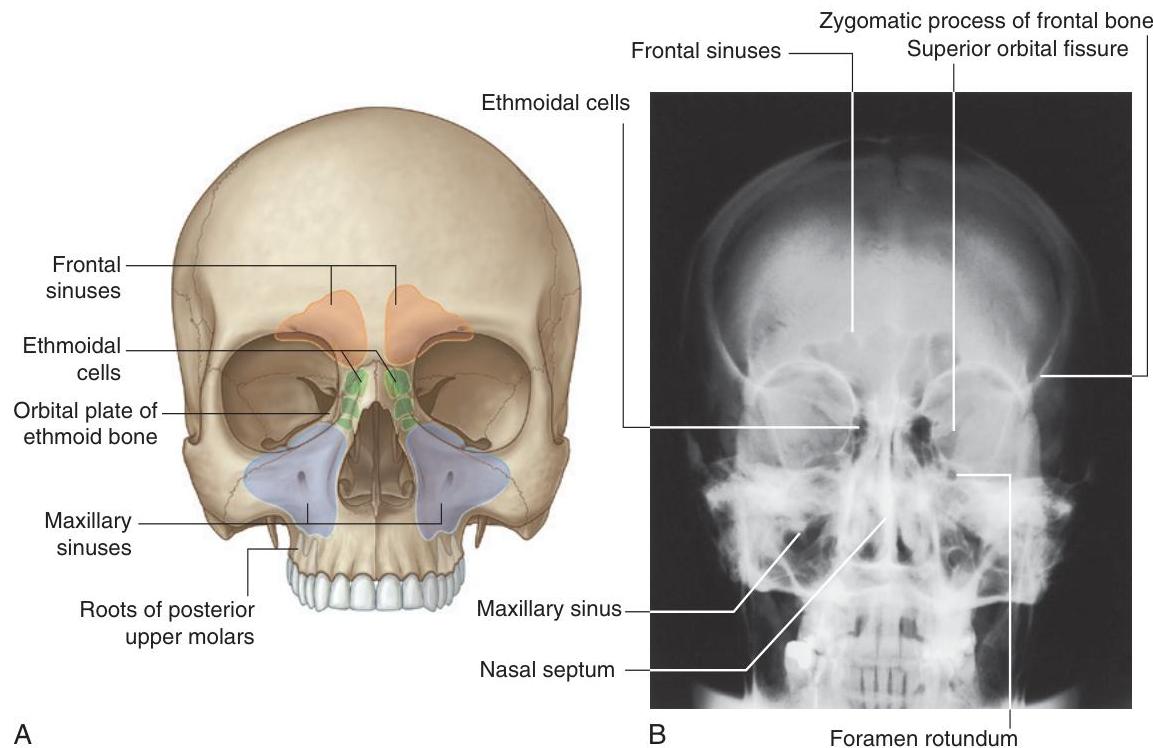 Zygomatic process of frontal bone
Frontal sinuses
Superior orbital fissure
Ethmoidal cells
Frontal
sinuses
Ethmoidal
cells
Orbital plate of
ethmoid bone
Maxillary
sinuses
Roots of posterior
upper molars
Maxillary sinus
Nasal septum
Foramen rotundum
A
B